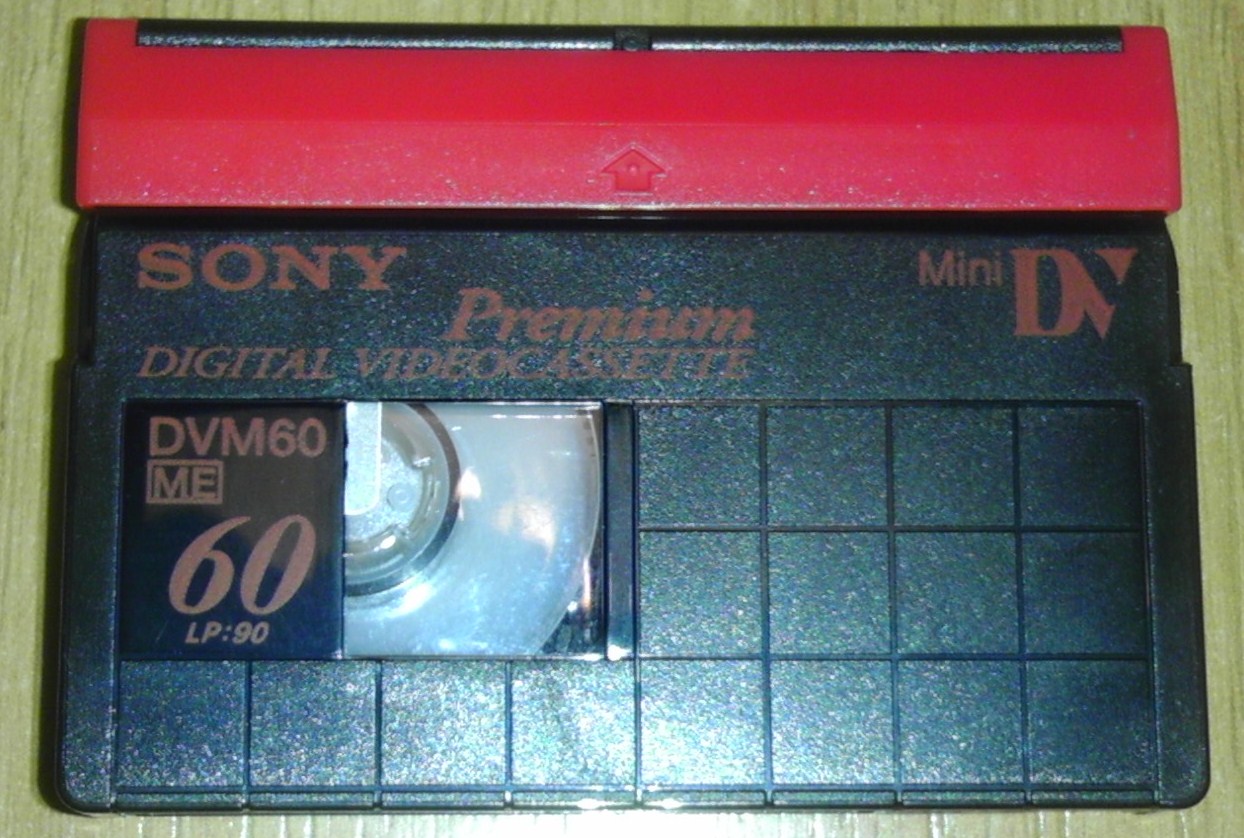 SONY
Mini DV
Premium
DIGITAL VIDEOCASSETTE
DVM60
ME
60
LP:90